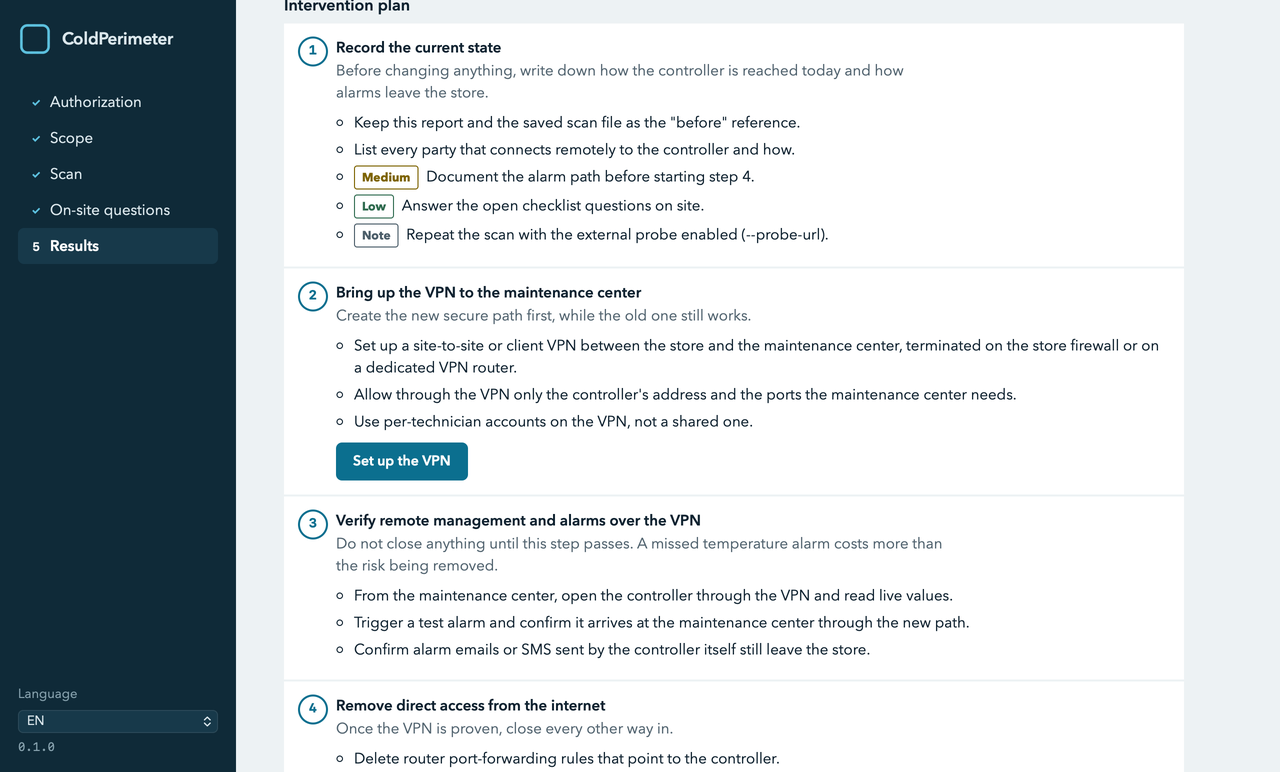 ColdPerimeter
Authorization
Scope
Scan
On-site questions
5 Results
Language
EN
0.1.0
Intervention plan
1 Record the current state
Before changing anything, write down how the controller is reached today and how
alarms leave the store.
Keep this report and the saved scan file as the "before" reference.
List every party that connects remotely to the controller and how.
Medium Document the alarm path before starting step 4.
Low Answer the open checklist questions on site.
Note Repeat the scan with the external probe enabled (--probe-url).
2 Bring up the VPN to the maintenance center
Create the new secure path first, while the old one still works.
Set up a site-to-site or client VPN between the store and the maintenance center, terminated on the store firewall or on
a dedicated VPN router.
Allow through the VPN only the controller's address and the ports the maintenance center needs.
Use per-technician accounts on the VPN, not a shared one.
Set up the VPN
3 Verify remote management and alarms over the VPN
Do not close anything until this step passes. A missed temperature alarm costs more than
the risk being removed.
From the maintenance center, open the controller through the VPN and read live values.
Trigger a test alarm and confirm it arrives at the maintenance center through the new path.
Confirm alarm emails or SMS sent by the controller itself still leave the store.
4 Remove direct access from the internet
Once the VPN is proven, close every other way in.
Delete router port-forwarding rules that point to the controller.